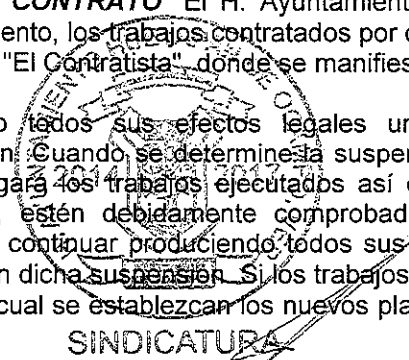 CONTRATO" El H. Ayuntamient
iento, los trabajos contratados por c
"El Contratista", donde se manifies
todos sus efectos legales un
n. Cuando se determine la suspen
gará los trabajos ejecutados así
estén debidamente comprobad
continuar produciendo todos sus
n dicha suspensión. Si los trabajos
cual se establezcan los nuevos pla
SINDICATURA